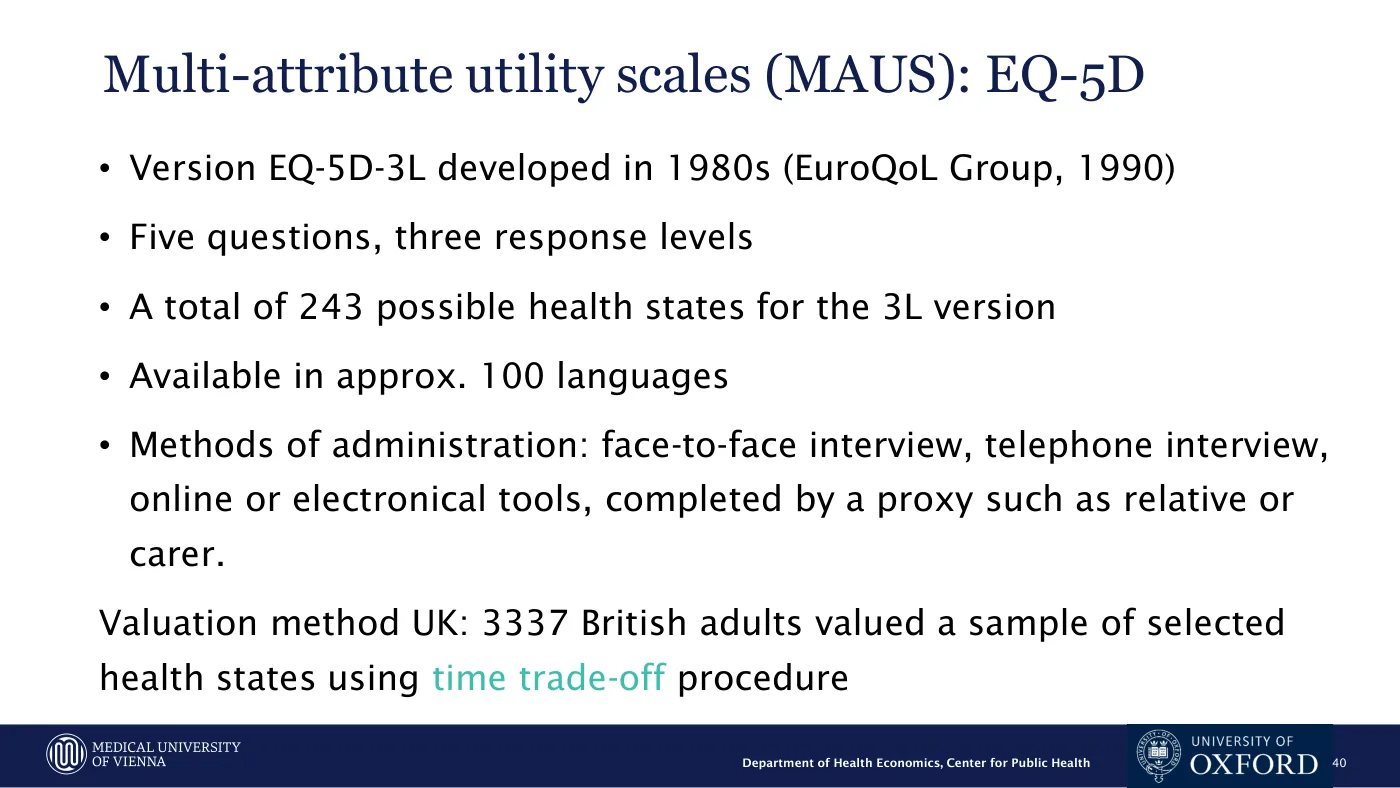 Multi-attribute utility scales (MAUS): EQ-5D
• Version EQ-5D-3L developed in 1980s (EuroQoL Group, 1990)
• Five questions, three response levels
• A total of 243 possible health states for the 3L version
• Available in approx. 100 languages
• Methods of administration: face-to-face interview, telephone interview,
online or electronical tools, completed by a proxy such as relative or
carer.
Valuation method UK: 3337 British adults valued a sample of selected
health states using time trade-off procedure
MEDICAL UNIVERSITY
OF VIENNA
Department of Health Economics, Center for Public Health
UNIVERSITY OF
OXFORD
40